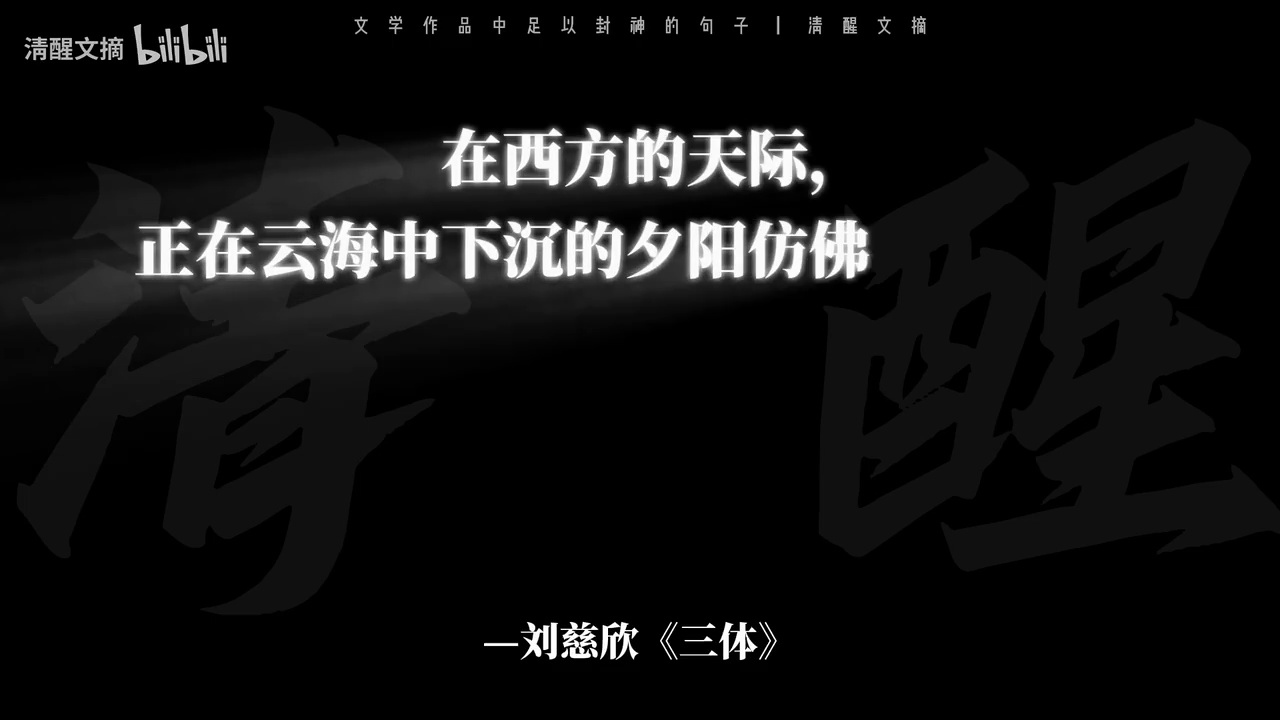 文学作品中足以封神的句子 | 清醒文摘
清醒文摘 bilibili
在西方的天际,
正在云海中下沉的夕阳仿佛
清醒
—刘慈欣《三体》